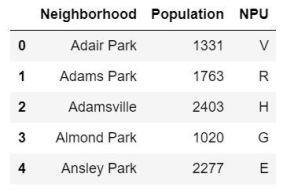 Neighborhood Population NPU
0 Adair Park 1331 V
1 Adams Park 1763 R
2 Adamsville 2403 H
3 Almond Park 1020 G
4 Ansley Park 2277 E